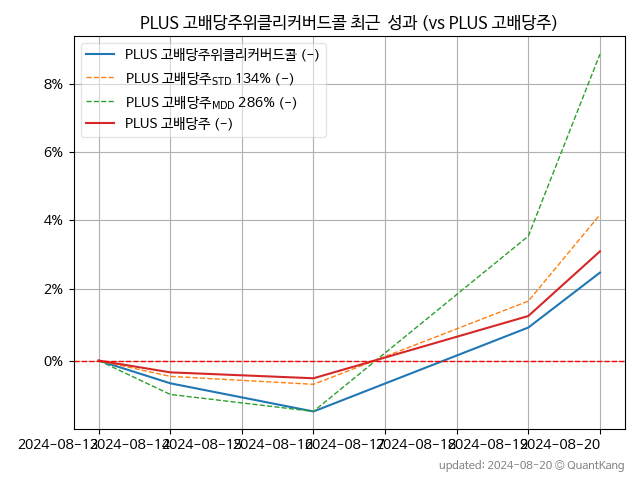 PLUS 고배당주위클리커버드콜 최근 성과 (vs PLUS 고배당주)
PLUS 고배당주위클리커버드콜 (-)
PLUS 고배당주STD 134% (-)
PLUS 고배당주MDD 286% (-)
PLUS 고배당주 (-)
8%
6%
4%
2%
0%
2024-08-13 2024-08-14 2024-08-15 2024-08-16 2024-08-17 2024-08-18 2024-08-19 2024-08-20
updated: 2024-08-20 © QuantKang